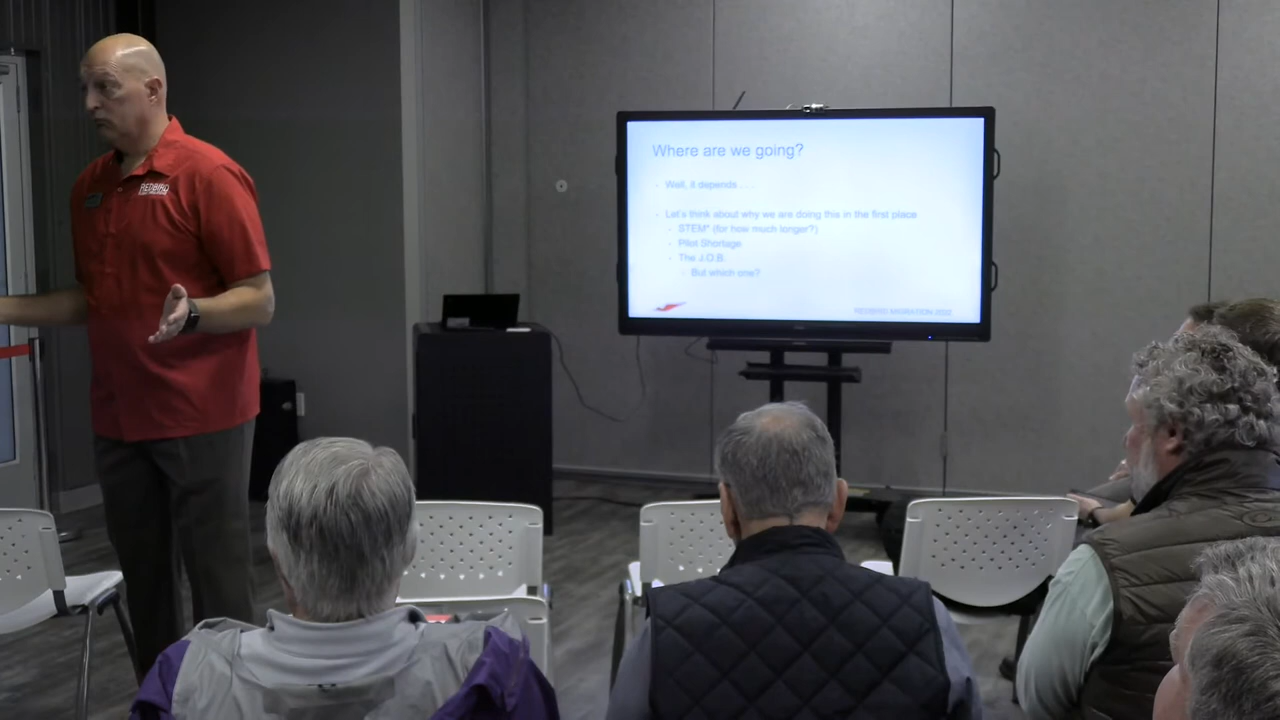 REDBIRD
Where are we going?
Well, it depends . . .
Let's think about why we are doing this in the first place
STEM* (for how much longer?)
Pilot Shortage
The J.O.B.
But which one?
REDBIRD MIGRATION 2022